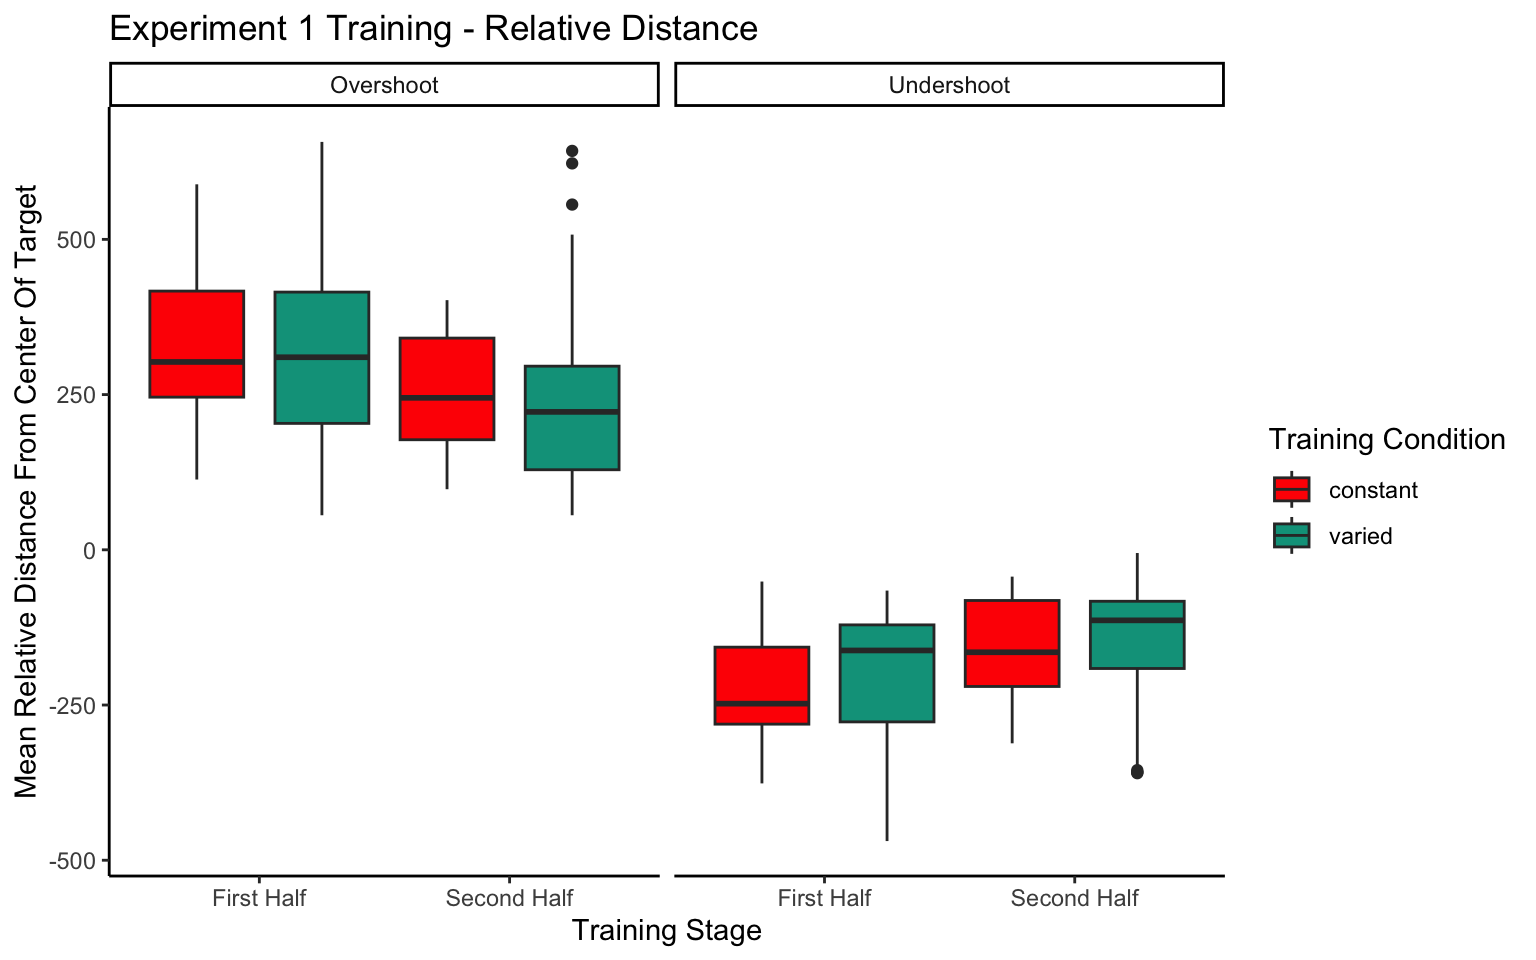 Experiment 1 Training - Relative Distance
Overshoot
Undershoot
Mean Relative Distance From Center Of Target
500
250
0
-250
-500
First Half
Second Half
First Half
Second Half
Training Stage
Training Condition
constant
varied